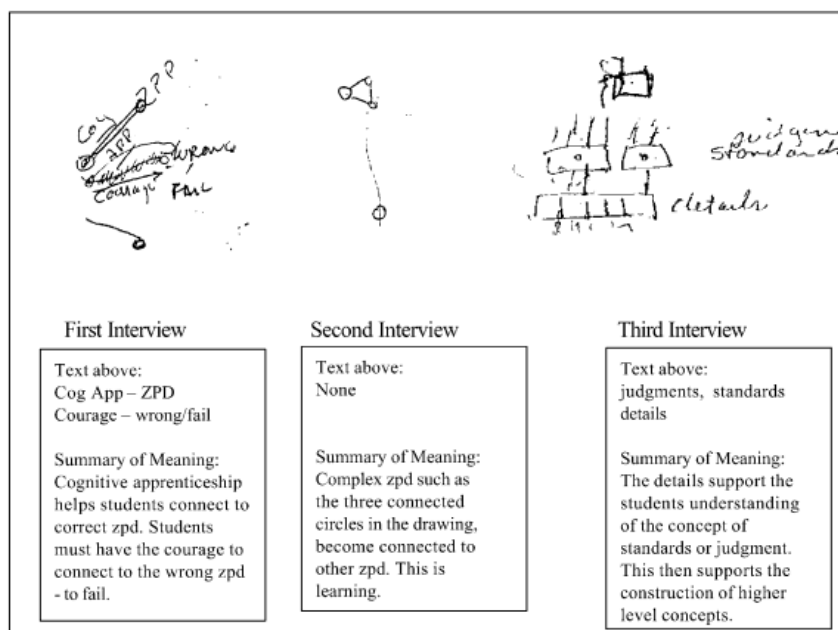 ZPD
Cog
APP
wrong
Courage
FAIL
judgments
standards
details
First Interview
Second Interview
Third Interview
Text above:
Cog App – ZPD
Courage – wrong/fail
Summary of Meaning:
Cognitive apprenticeship
helps students connect to
correct zpd. Students
must have the courage to
connect to the wrong zpd
- to fail.
Text above:
None
Summary of Meaning:
Complex zpd such as
the three connected
circles in the drawing,
become connected to
other zpd. This is
learning.
Text above:
judgments, standards
details
Summary of Meaning:
The details support the
students understanding
of the concept of
standards or judgment.
This then supports the
construction of higher
level concepts.